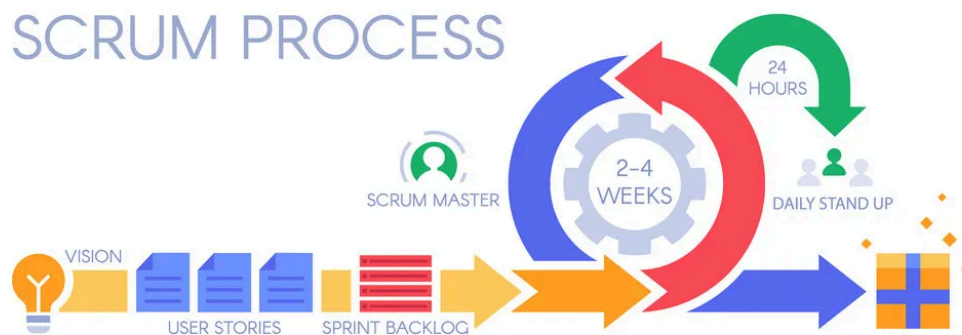 SCRUM PROCESS
24
HOURS
2-4
WEEKS
SCRUM MASTER
DAILY STAND UP
VISION
USER STORIES
SPRINT BACKLOG